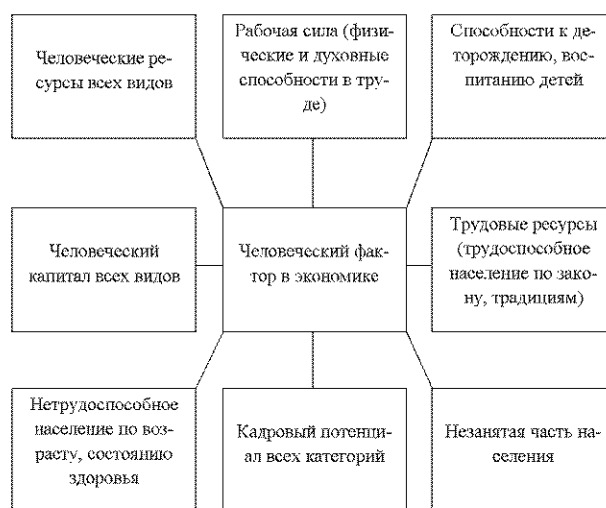 Человеческие ре-
сурсы всех видов
Рабочая сила (физи-
ческие и духовные
способности в тру-
де)
Способности к де-
торождению, вос-
питанию детей
Человеческий
капитал всех видов
Человеческий фак-
тор в экономике
Трудовые ресурсы
(трудоспособное
население по зако-
ну, традициям)
Нетрудоспособное
население по воз-
расту, состоянию
здоровья
Кадровый потенци-
ал всех категорий
Незанятая часть на-
селения